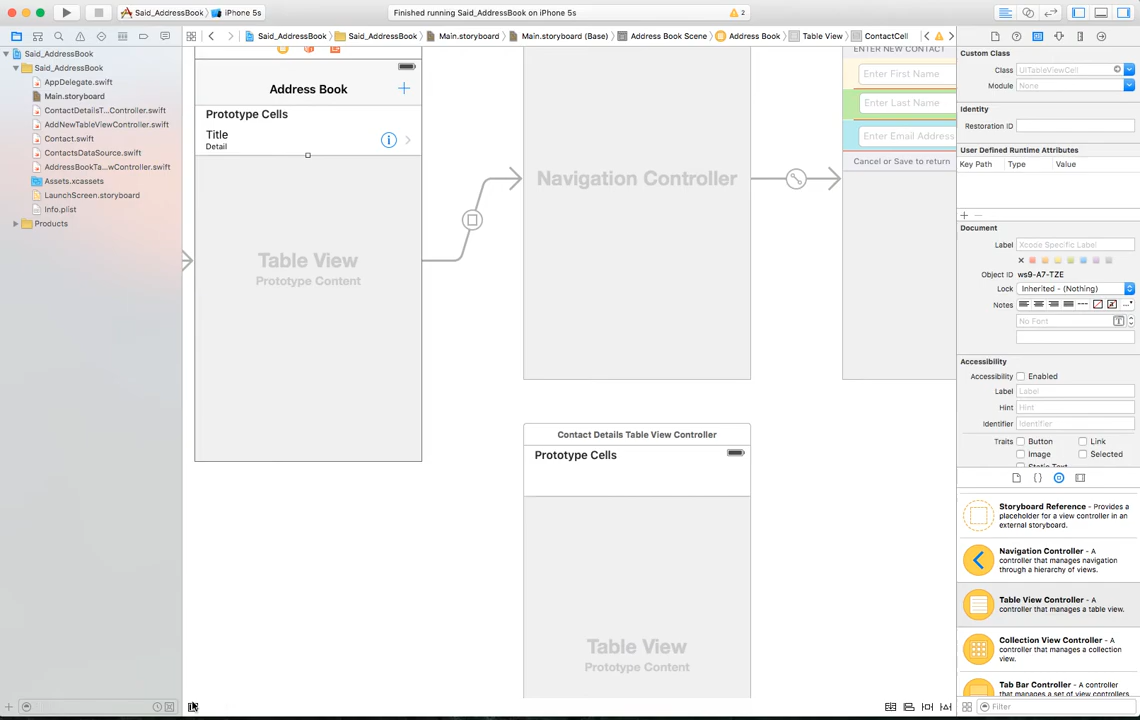 Said_AddressBook
iPhone 5s
Finished running Said_AddressBook on iPhone 5s
2
Said_AddressBook
Said_AddressBook
Main.storyboard
Main.storyboard (Base)
Address Book Scene
Address Book
Table View
ContactCell
Said_AddressBook
Said_AddressBook
AppDelegate.swift
Main.storyboard
ContactDetailsT...Controller.swift
AddNewTableViewController.swift
Contact.swift
ContactsDataSource.swift
AddressBookTa...wController.swift
Assets.xcassets
LaunchScreen.storyboard
Info.plist
Products
Address Book
Prototype Cells
Title
Detail
Table View
Prototype Content
Navigation Controller
ENTER NEW CONTACT
Enter First Name
Enter Last Name
Enter Email Address
Cancel or Save to return
Contact Details Table View Controller
Prototype Cells
Table View
Prototype Content
Custom Class
Class UITableViewCell
Module None
Identity
Restoration ID
User Defined Runtime Attributes
Key Path Type Value
Document
Label Xcode Specific Label
Object ID ws9-A7-TZE
Lock Inherited - (Nothing)
Notes
No Font
Accessibility
Accessibility Enabled
Label Label
Hint Hint
Identifier Identifier
Traits Button Link
Image Selected
Static Text
Storyboard Reference - Provides a
placeholder for a view controller in an
external storyboard.
Navigation Controller - A
controller that manages navigation
through a hierarchy of views.
Table View Controller - A
controller that manages a table view.
Collection View Controller - A
controller that manages a collection
view.
Tab Bar Controller - A controller
that manages a set of view controllers
Filter